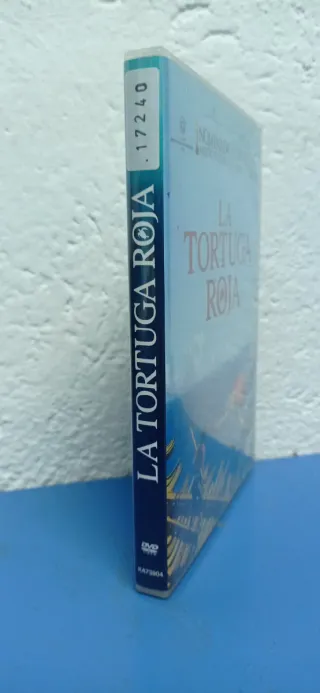 .17240
LA TORTUGA ROJA
DVD
LA
TORTUGA
ROJA